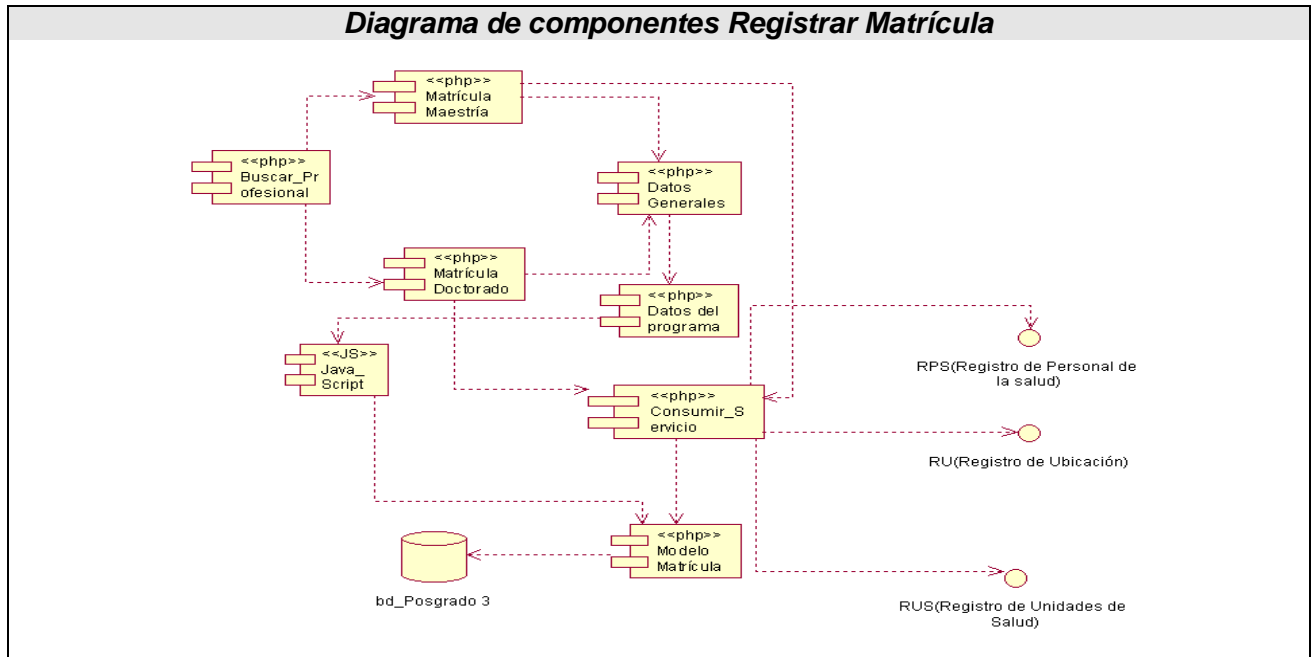 Diagrama de componentes Registrar Matrícula
<<php>>
Matrícula
Maestría
<<php>>
Buscar_Pr
ofesional
<<php>>
Datos
Generales
<<php>>
Matrícula
Doctorado
<<php>>
Datos del
programa
<<JS>>
Java_
Script
RPS(Registro de Personal de
la salud)
<<php>>
Consumir_S
ervicio
RU(Registro de Ubicación)
<<php>>
Modelo
Matrícula
bd_Posgrado 3
RUS(Registro de Unidades de
Salud)